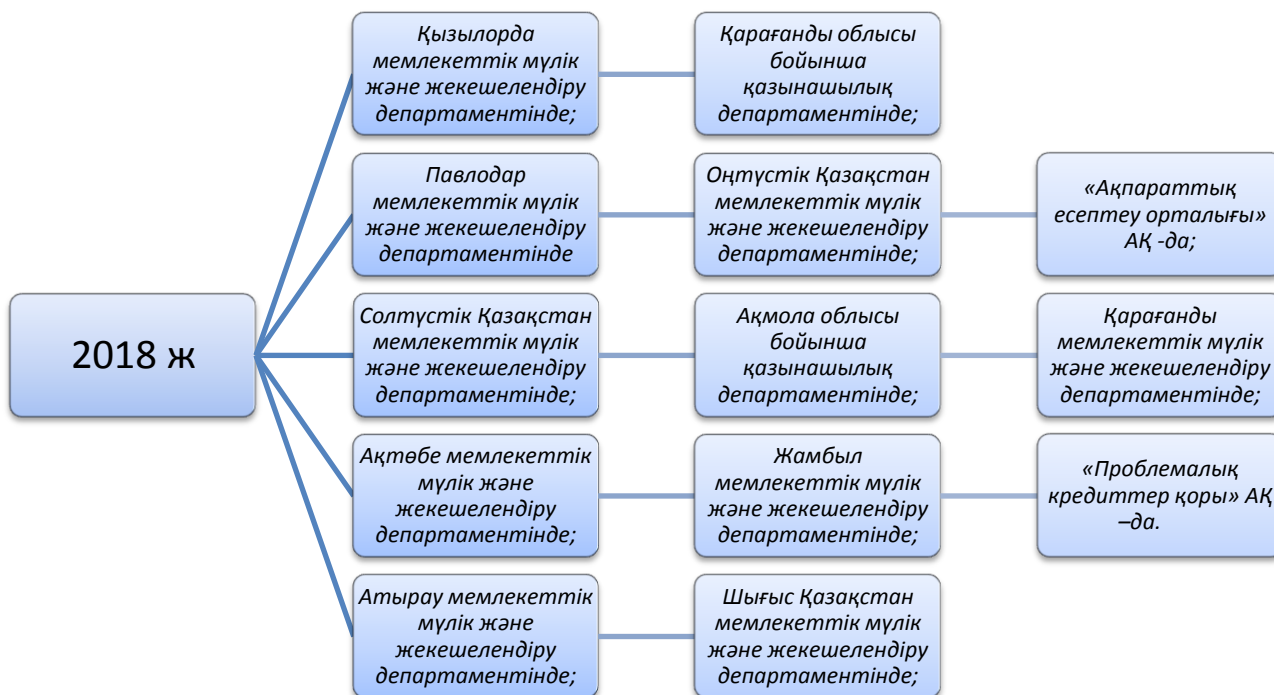 Қызылорда
мемлекеттік мүлік
және жекешелендіру
департаментінде;
Қарағанды облысы
бойынша
қазынашылық
департаментінде;
Павлодар
мемлекеттік мүлік
және жекешелендіру
департаментінде
Оңтүстік Қазақстан
мемлекеттік мүлік
және жекешелендіру
департаментінде;
«Ақпараттық
есептеу орталығы»
АҚ -да;
2018 ж
Солтүстік Қазақстан
мемлекеттік мүлік
және жекешелендіру
департаментінде;
Ақмола облысы
бойынша
қазынашылық
департаментінде;
Қарағанды
мемлекеттік мүлік
және жекешелендіру
департаментінде;
Ақтөбе мемлекеттік
мүлік және
жекешелендіру
департаментінде;
Жамбыл
мемлекеттік мүлік
және жекешелендіру
департаментінде;
«Проблемалық
кредиттер қоры» АҚ
–да.
Атырау мемлекеттік
мүлік және
жекешелендіру
департаментінде;
Шығыс Қазақстан
мемлекеттік мүлік
және жекешелендіру
департаментінде;